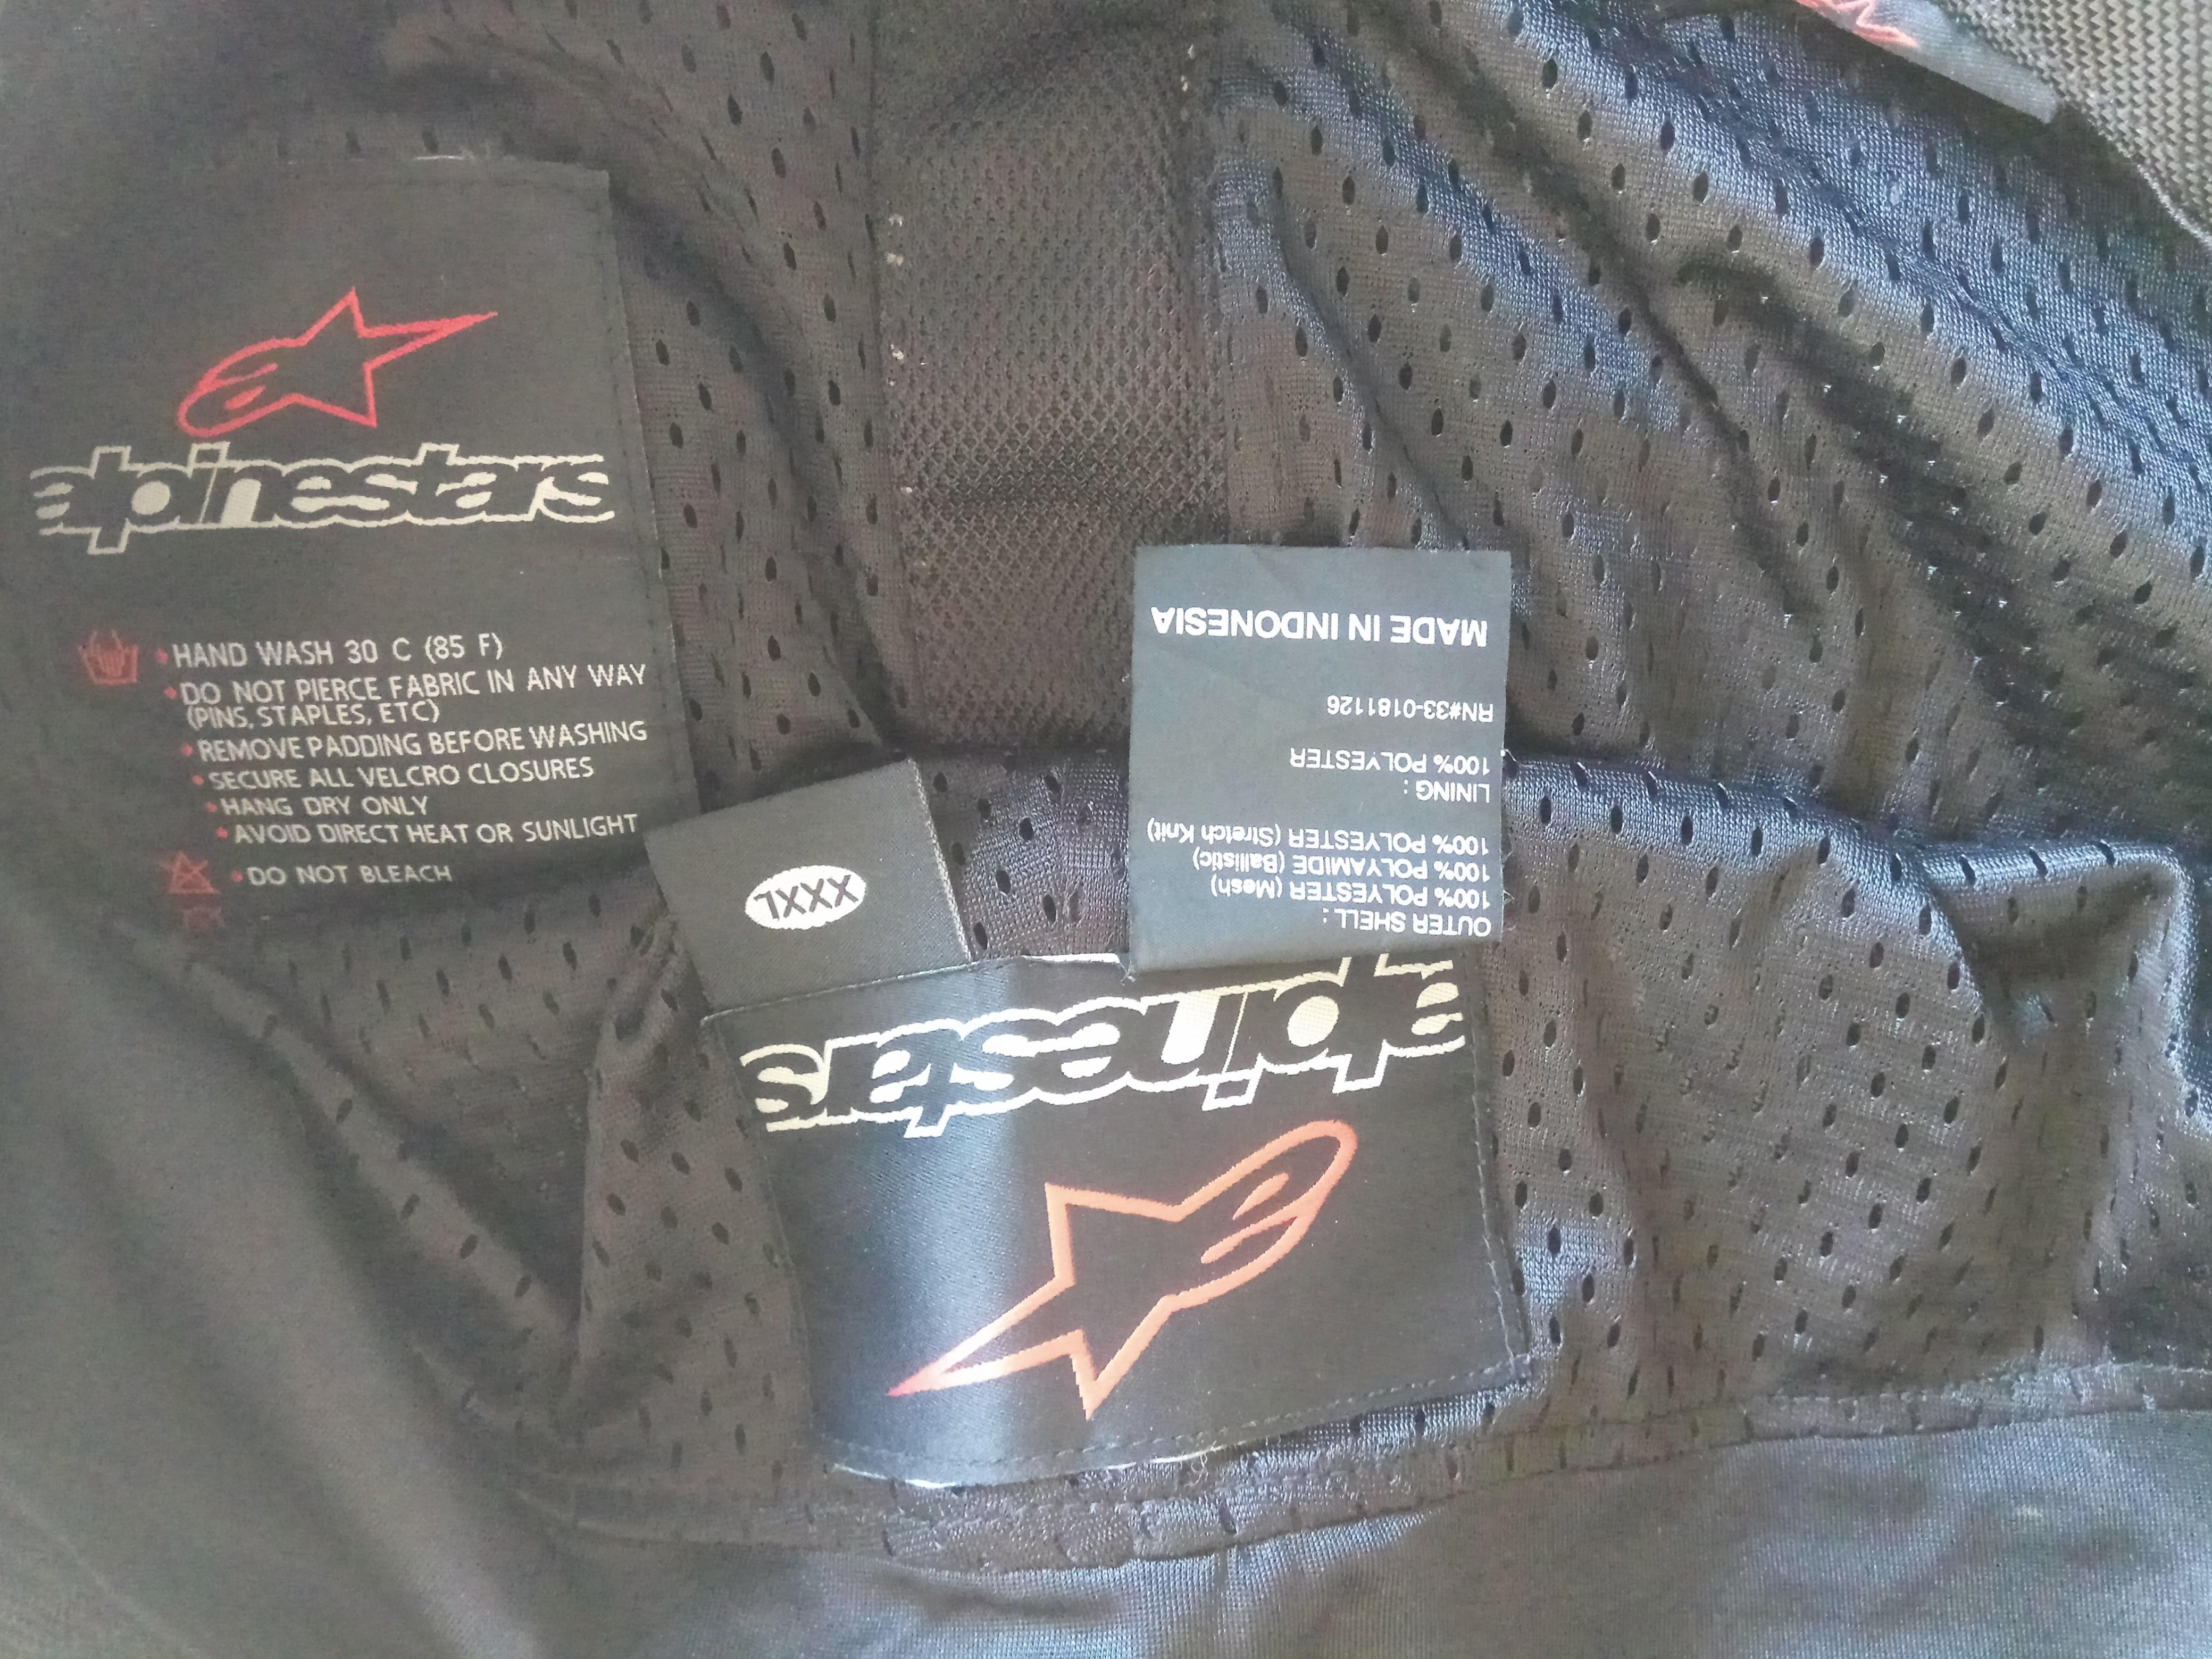 alpinestars
HAND WASH 30 C (85 F)
DO NOT PIERCE FABRIC IN ANY WAY
(PINS, STAPLES, ETC)
REMOVE PADDING BEFORE WASHING
SECURE ALL VELCRO CLOSURES
HANG DRY ONLY
AVOID DIRECT HEAT OR SUNLIGHT
DO NOT BLEACH
XXXL
OUTER SHELL :
100% POLYESTER (Mesh)
100% POLYAMIDE (Ballistic)
100% POLYESTER (Stretch Knit)
LINING :
100% POLYESTER
RN#33-0181126
MADE IN INDONESIA
alpinestars